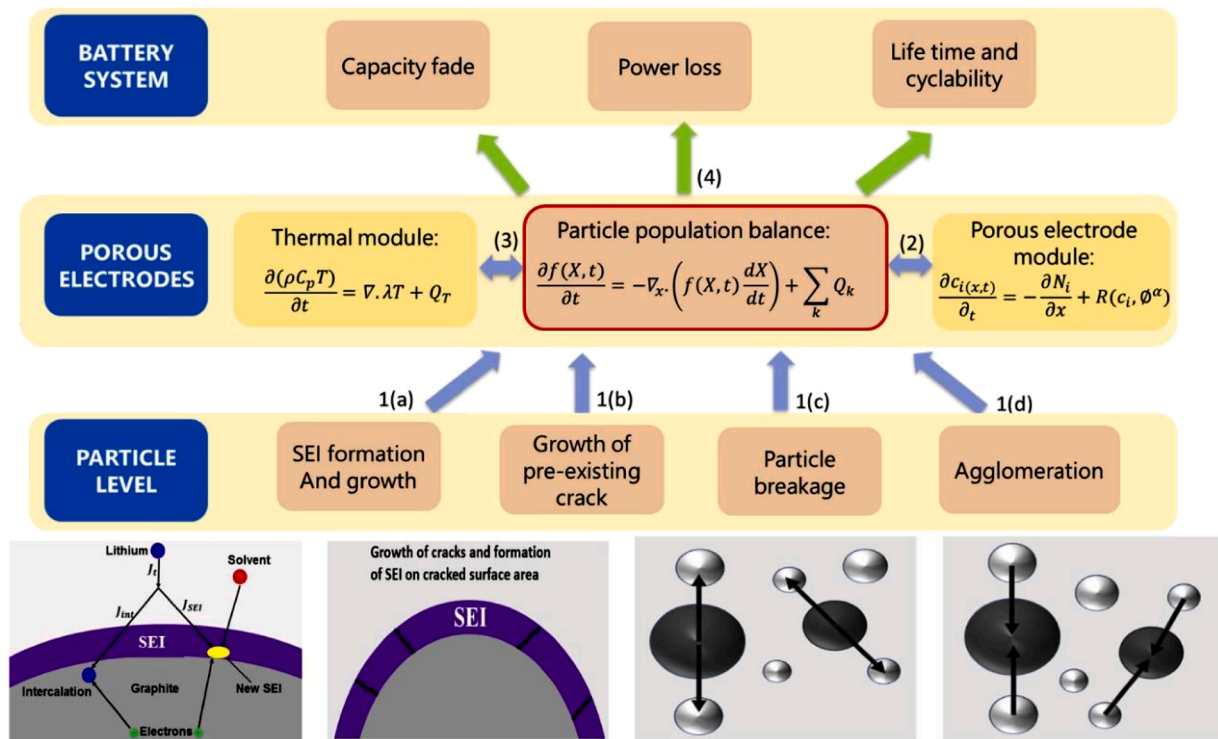 BATTERY
SYSTEM
Capacity fade
Power loss
Life time and
cyclability
(4)
POROUS
ELECTRODES
Thermal module:
∂(ρC_pT)/∂t = ∇.λT + Q_T
(3)
Particle population balance:
∂f(X,t)/∂t = −∇_x.(f(X,t) dX/dt) + ∑_k Q_k
(2)
Porous electrode
module:
∂c_{i(x,t)}/∂_t = −∂N_i/∂x + R(c_i, ∅^α)
1(a)
1(b)
1(c)
1(d)
PARTICLE
LEVEL
SEI formation
And growth
Growth of
pre-existing
crack
Particle
breakage
Agglomeration
Lithium
J_t
Solvent
J_int
J_SEI
SEI
Intercalation
Graphite
New SEI
Electrons
Growth of cracks and formation
of SEI on cracked surface area
SEI